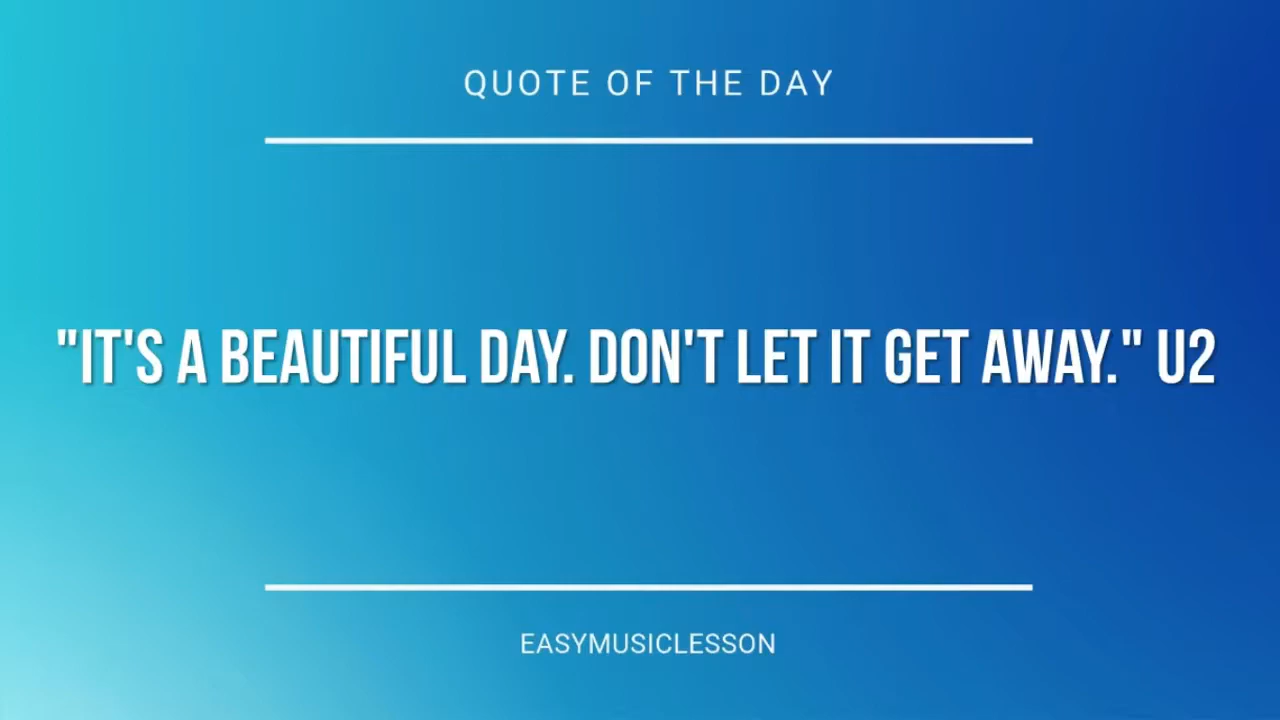 QUOTE OF THE DAY
"IT'S A BEAUTIFUL DAY. DON'T LET IT GET AWAY." U2
EASYMUSICLESSON